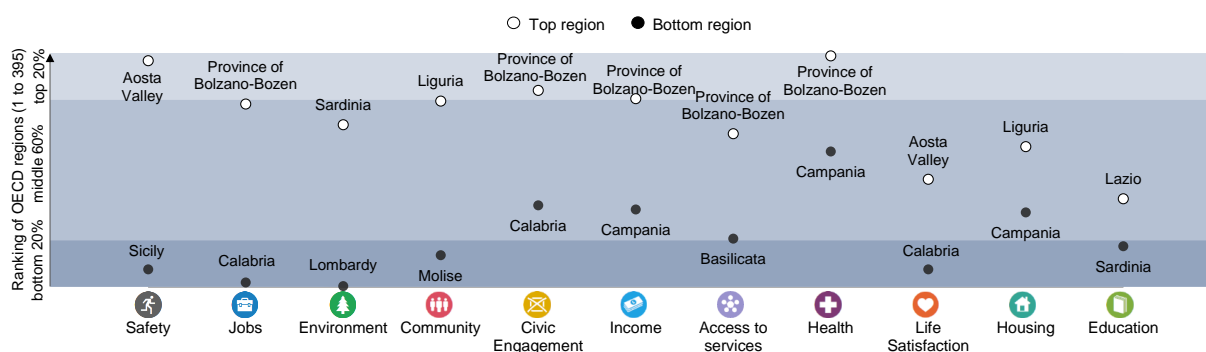 Top region
Bottom region
Ranking of OECD regions (1 to 395)
bottom 20%
middle 60%
top 20%
Aosta
Valley
Province of
Bolzano-Bozen
Sardinia
Liguria
Province of
Bolzano-Bozen
Province of
Bolzano-Bozen
Province of
Bolzano-Bozen
Province of
Bolzano-Bozen
Aosta
Valley
Liguria
Lazio
Sicily
Calabria
Lombardy
Molise
Calabria
Campania
Basilicata
Campania
Calabria
Campania
Sardinia
Safety
Jobs
Environment
Community
Civic
Engagement
Income
Access to
services
Health
Life
Satisfaction
Housing
Education